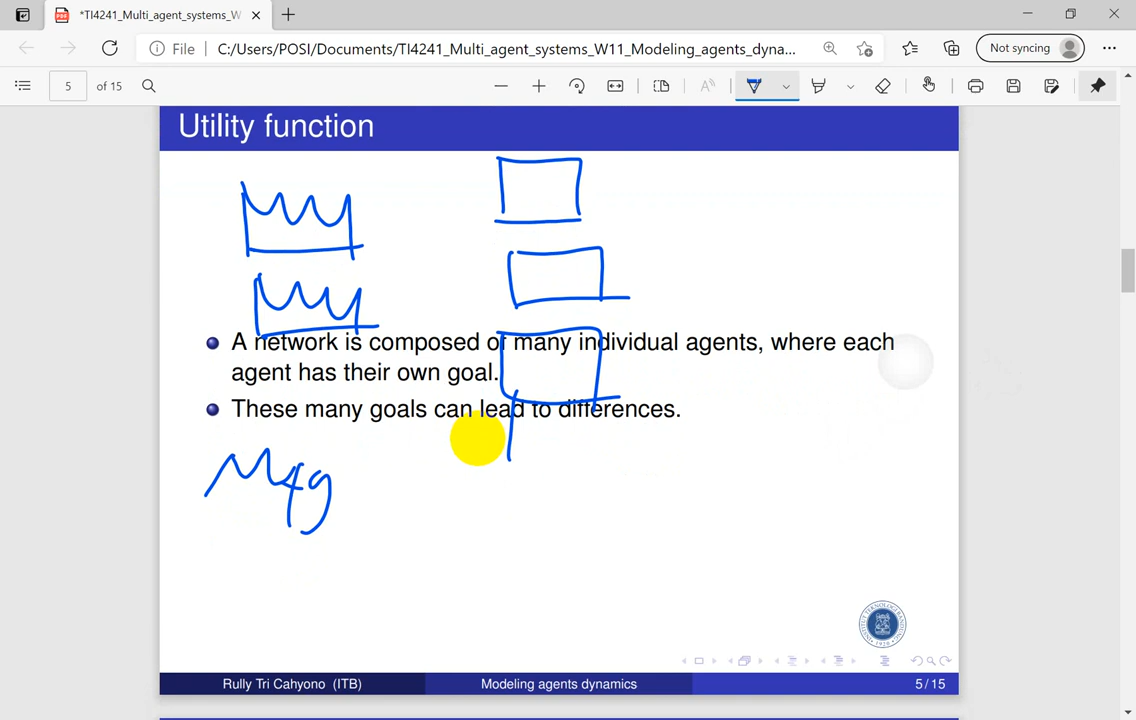 *TI4241_Multi_agent_systems_W
File
C:/Users/POSI/Documents/TI4241_Multi_agent_systems_W11_Modeling_agents_dyna...
Not syncing
5
of 15
Utility function
A network is composed of many individual agents, where each
agent has their own goal.
These many goals can lead to differences.
Mfg
Rully Tri Cahyono (ITB)
Modeling agents dynamics
5 / 15